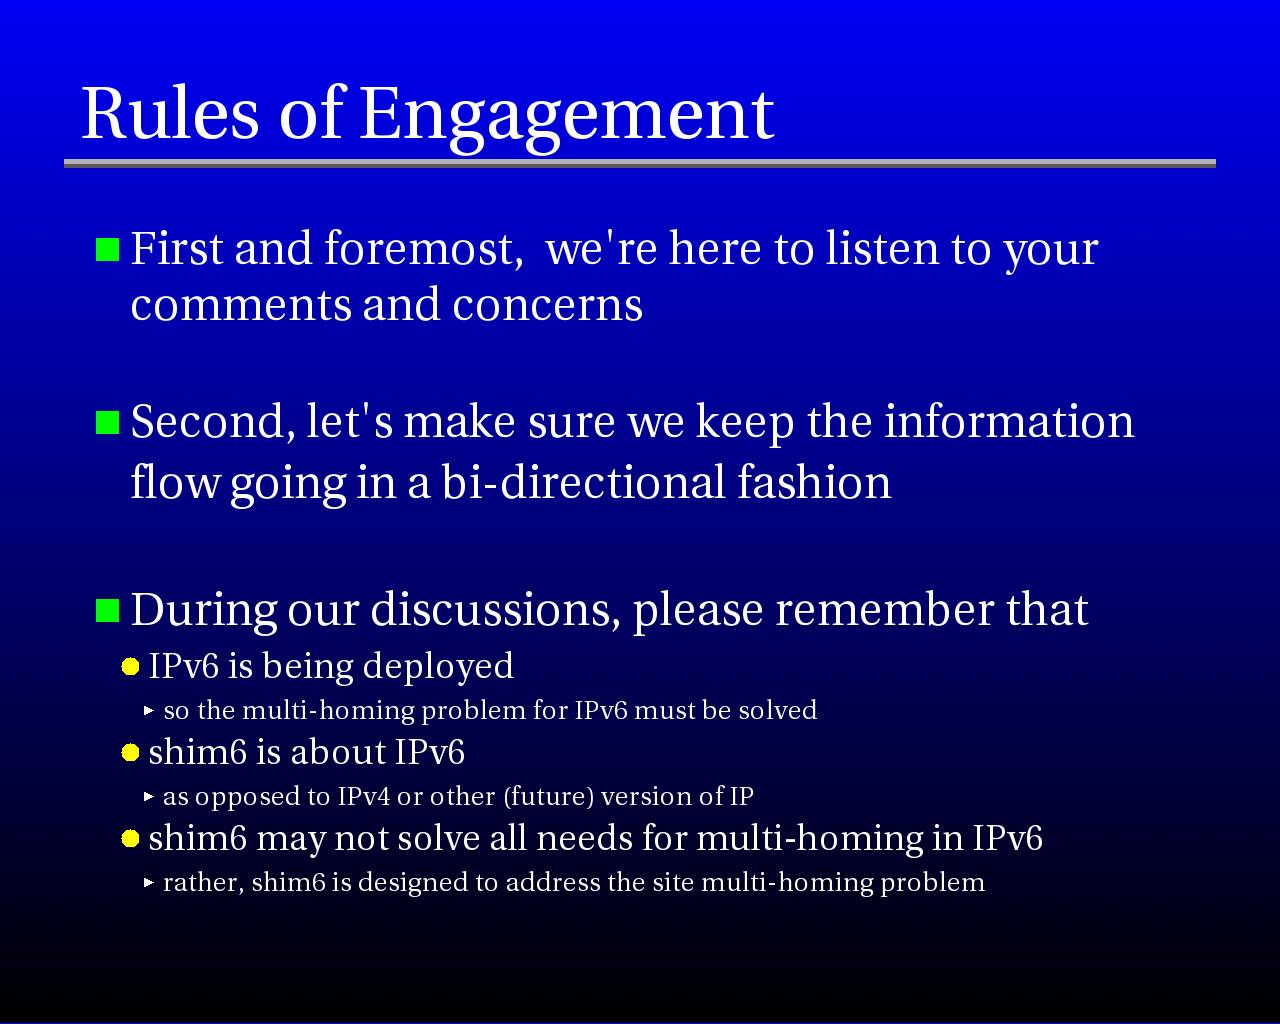 Rules of Engagement
First and foremost,  we're here to listen to your
comments and concerns
Second, let's make sure we keep the information
flow going in a bi-directional fashion
During our discussions, please remember that
IPv6 is being deployed
so the multi-homing problem for IPv6 must be solved
shim6 is about IPv6
as opposed to IPv4 or other (future) version of IP
shim6 may not solve all needs for multi-homing in IPv6
rather, shim6 is designed to address the site multi-homing problem